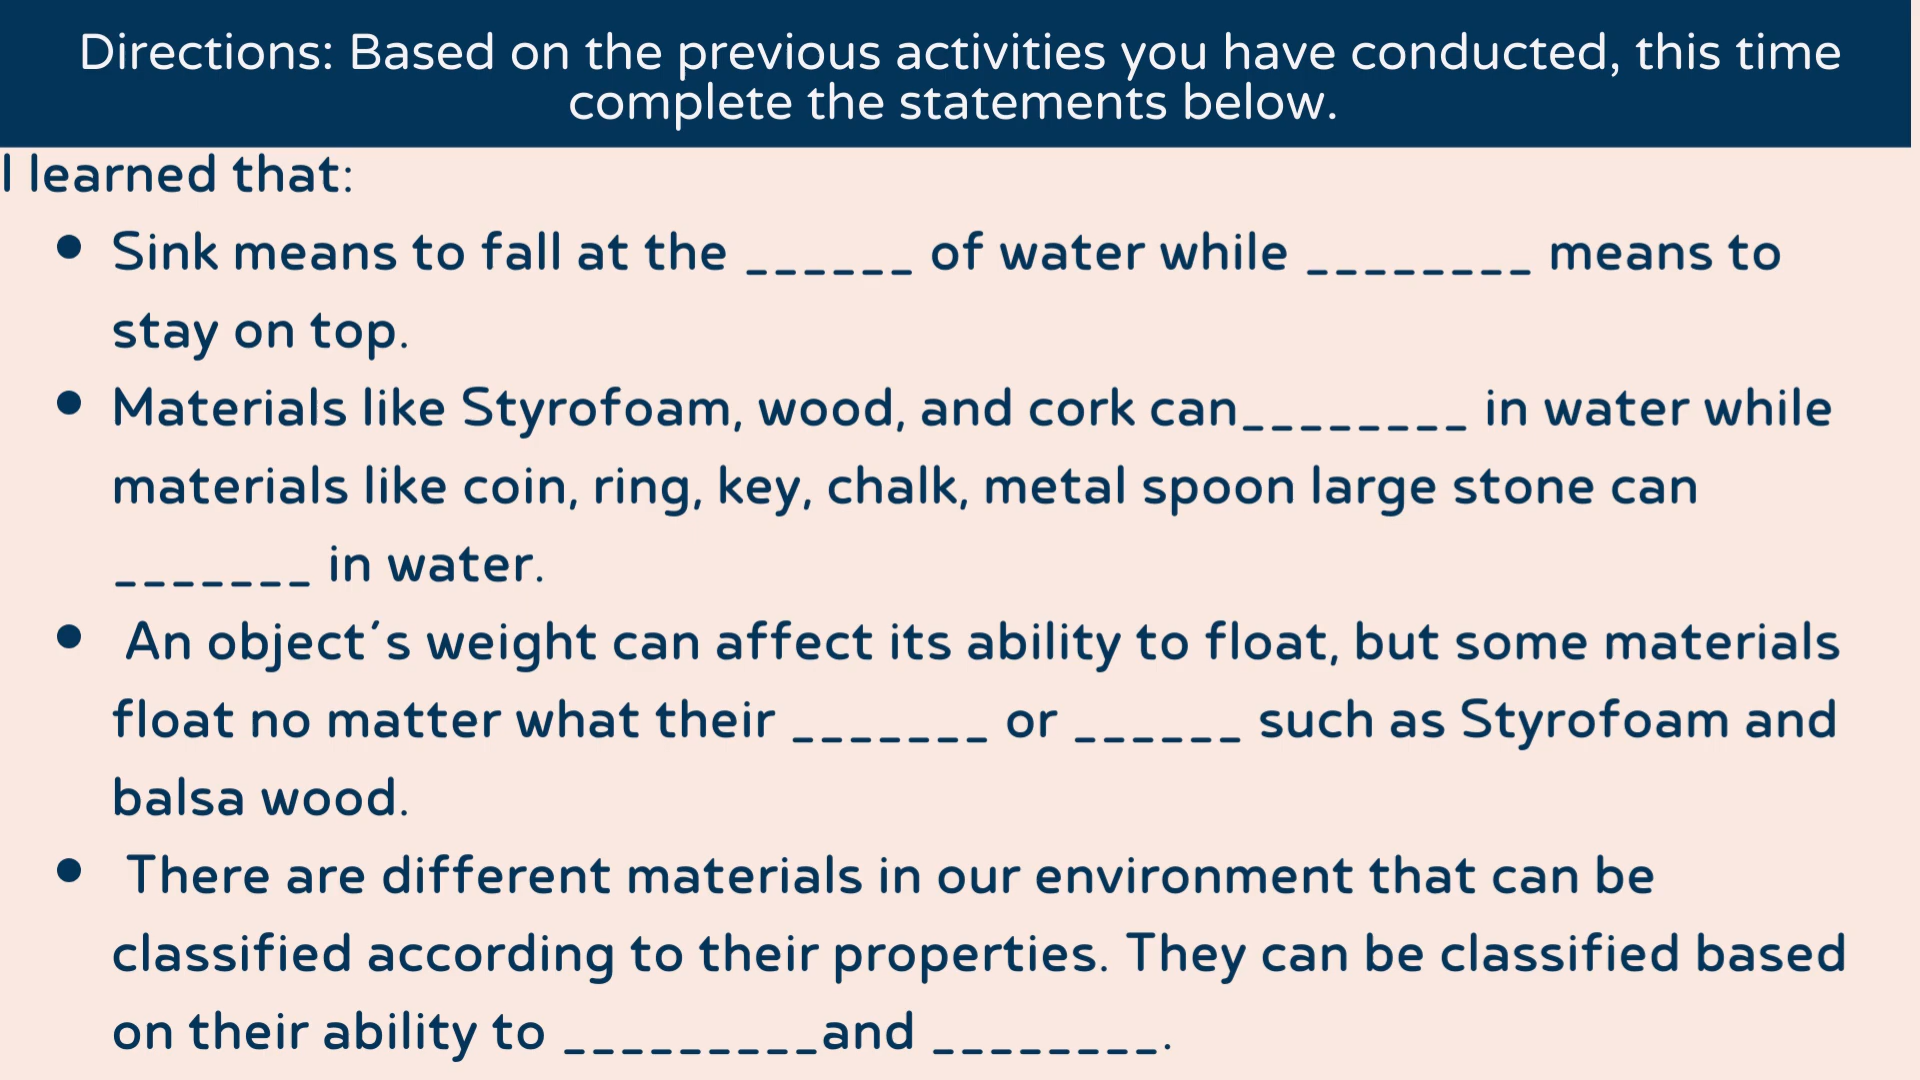 Directions: Based on the previous activities you have conducted, this time
complete the statements below.
I learned that:
• Sink means to fall at the ______ of water while ________ means to
stay on top.
• Materials like Styrofoam, wood, and cork can________ in water while
materials like coin, ring, key, chalk, metal spoon large stone can
_______ in water.
• An object´s weight can affect its ability to float, but some materials
float no matter what their _______ or ______ such as Styrofoam and
balsa wood.
• There are different materials in our environment that can be
classified according to their properties. They can be classified based
on their ability to _________and ________.